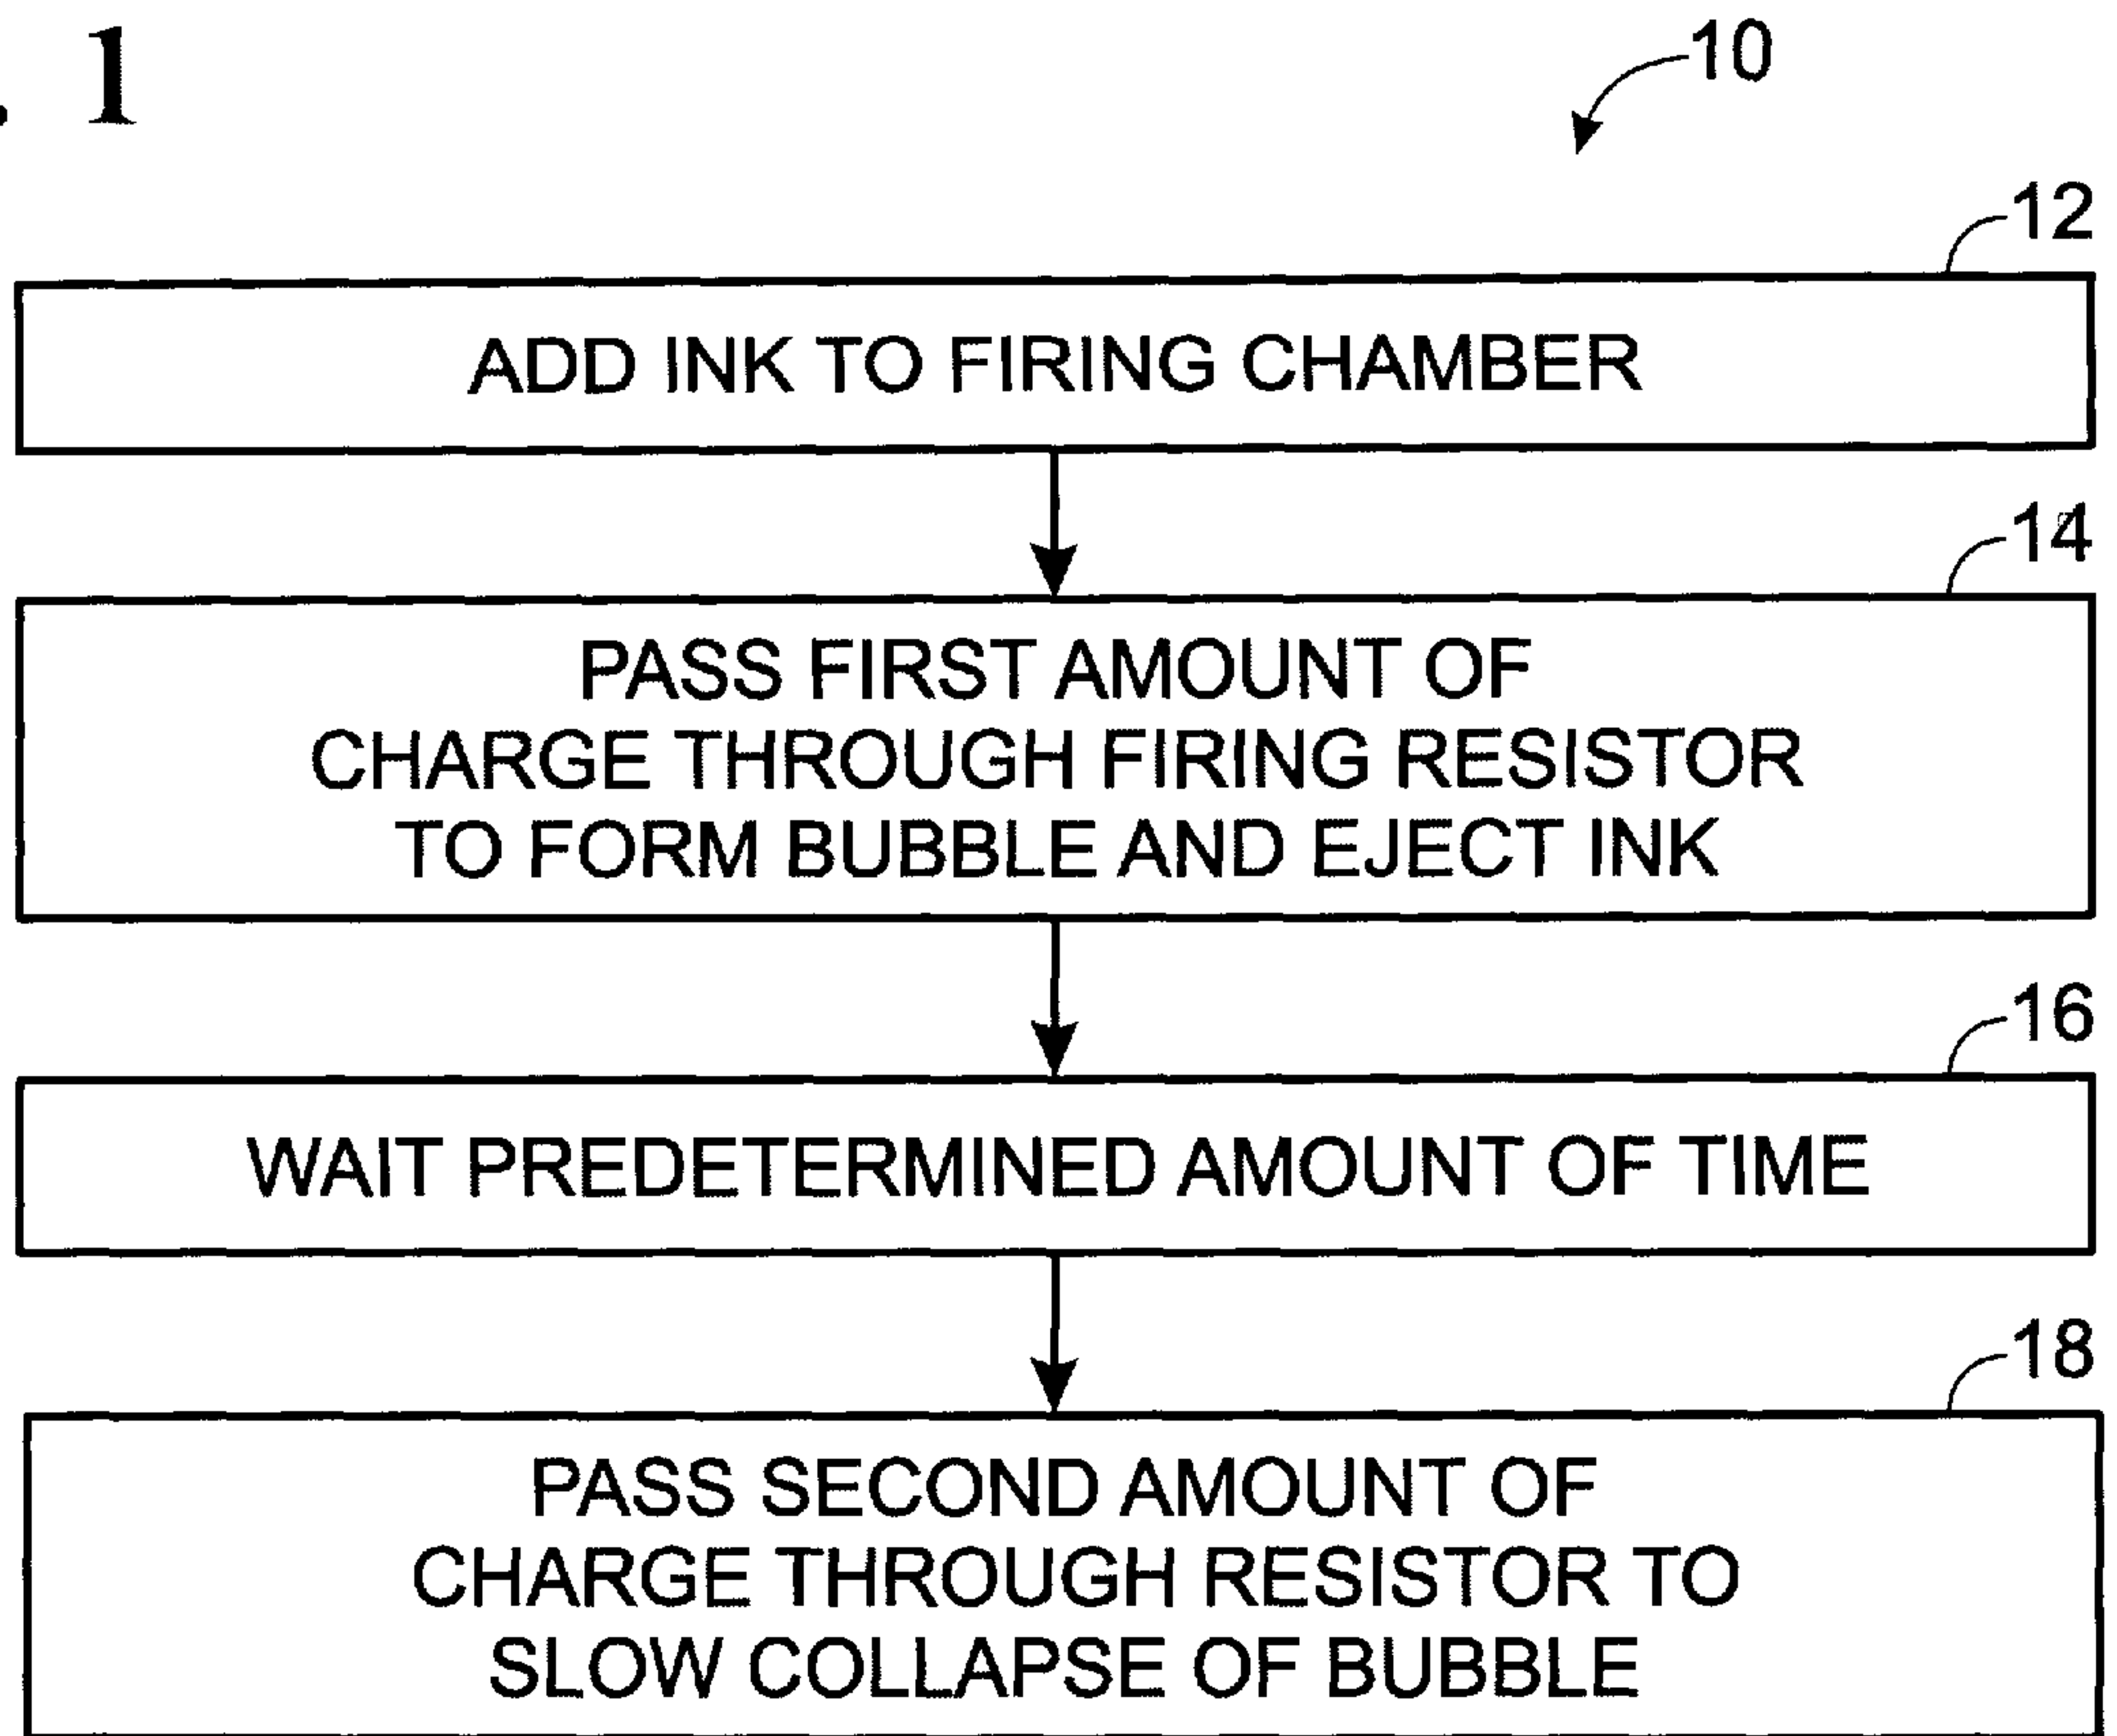 . 1
10
12
ADD INK TO FIRING CHAMBER
14
PASS FIRST AMOUNT OF
CHARGE THROUGH FIRING RESISTOR
TO FORM BUBBLE AND EJECT INK
16
WAIT PREDETERMINED AMOUNT OF TIME
18
PASS SECOND AMOUNT OF
CHARGE THROUGH RESISTOR TO
SLOW COLLAPSE OF BUBBLE